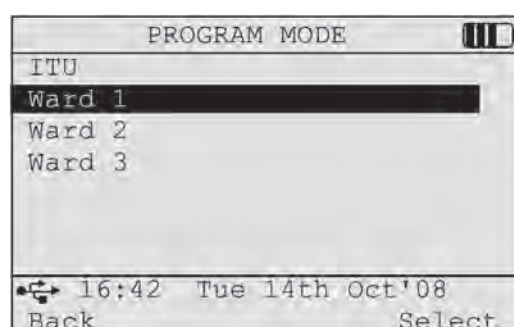 PROGRAM MODE
ITU
Ward 1
Ward 2
Ward 3
16:42 Tue 14th Oct'08
Back Select